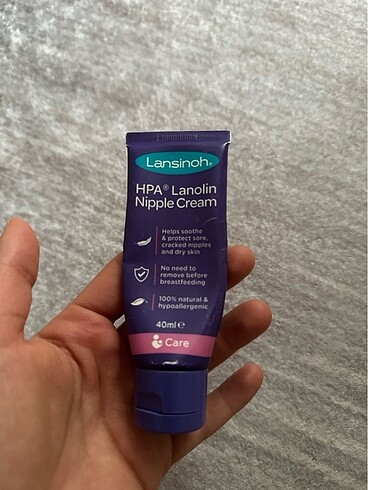 Lansinoh®
HPA® Lanolin
Nipple Cream
Helps soothe
& protect sore,
cracked nipples
and dry skin
No need to
remove before
breastfeeding
100% natural &
hypoallergenic
40ml e
Care